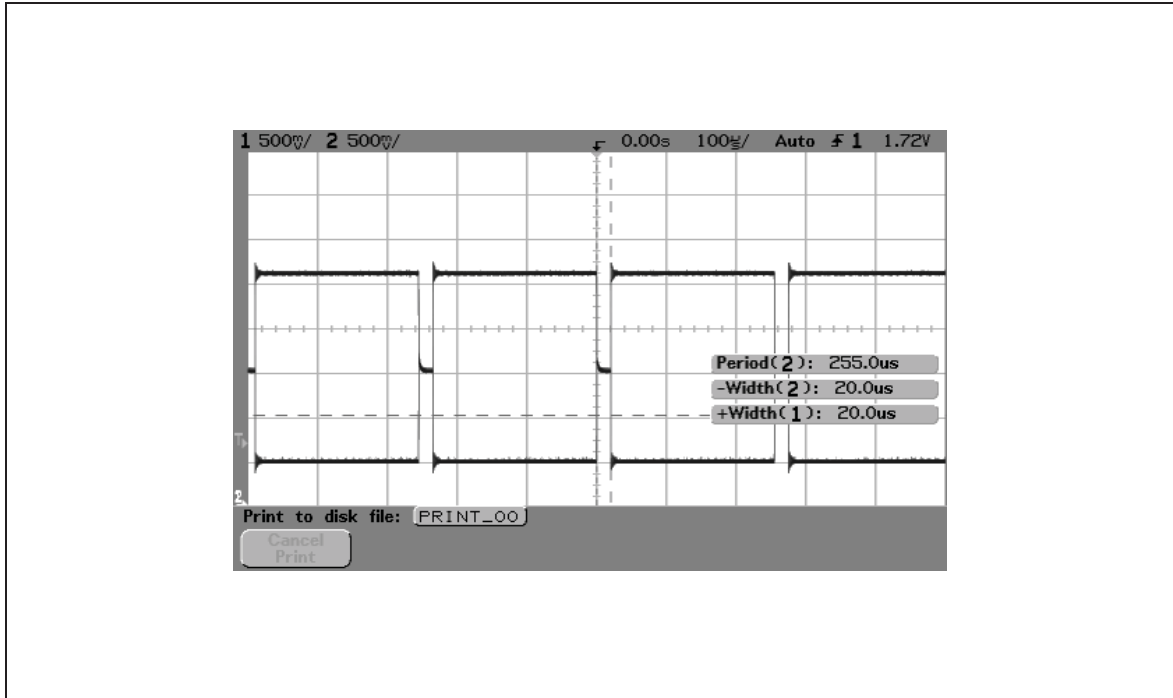 1 500mV/ 2 500mV/ 0.00s 100us/ Auto 1 1.72V
Period(2): 255.0us
-Width(2): 20.0us
+Width(1): 20.0us
T
Print to disk file: PRINT_00
Cancel
Print